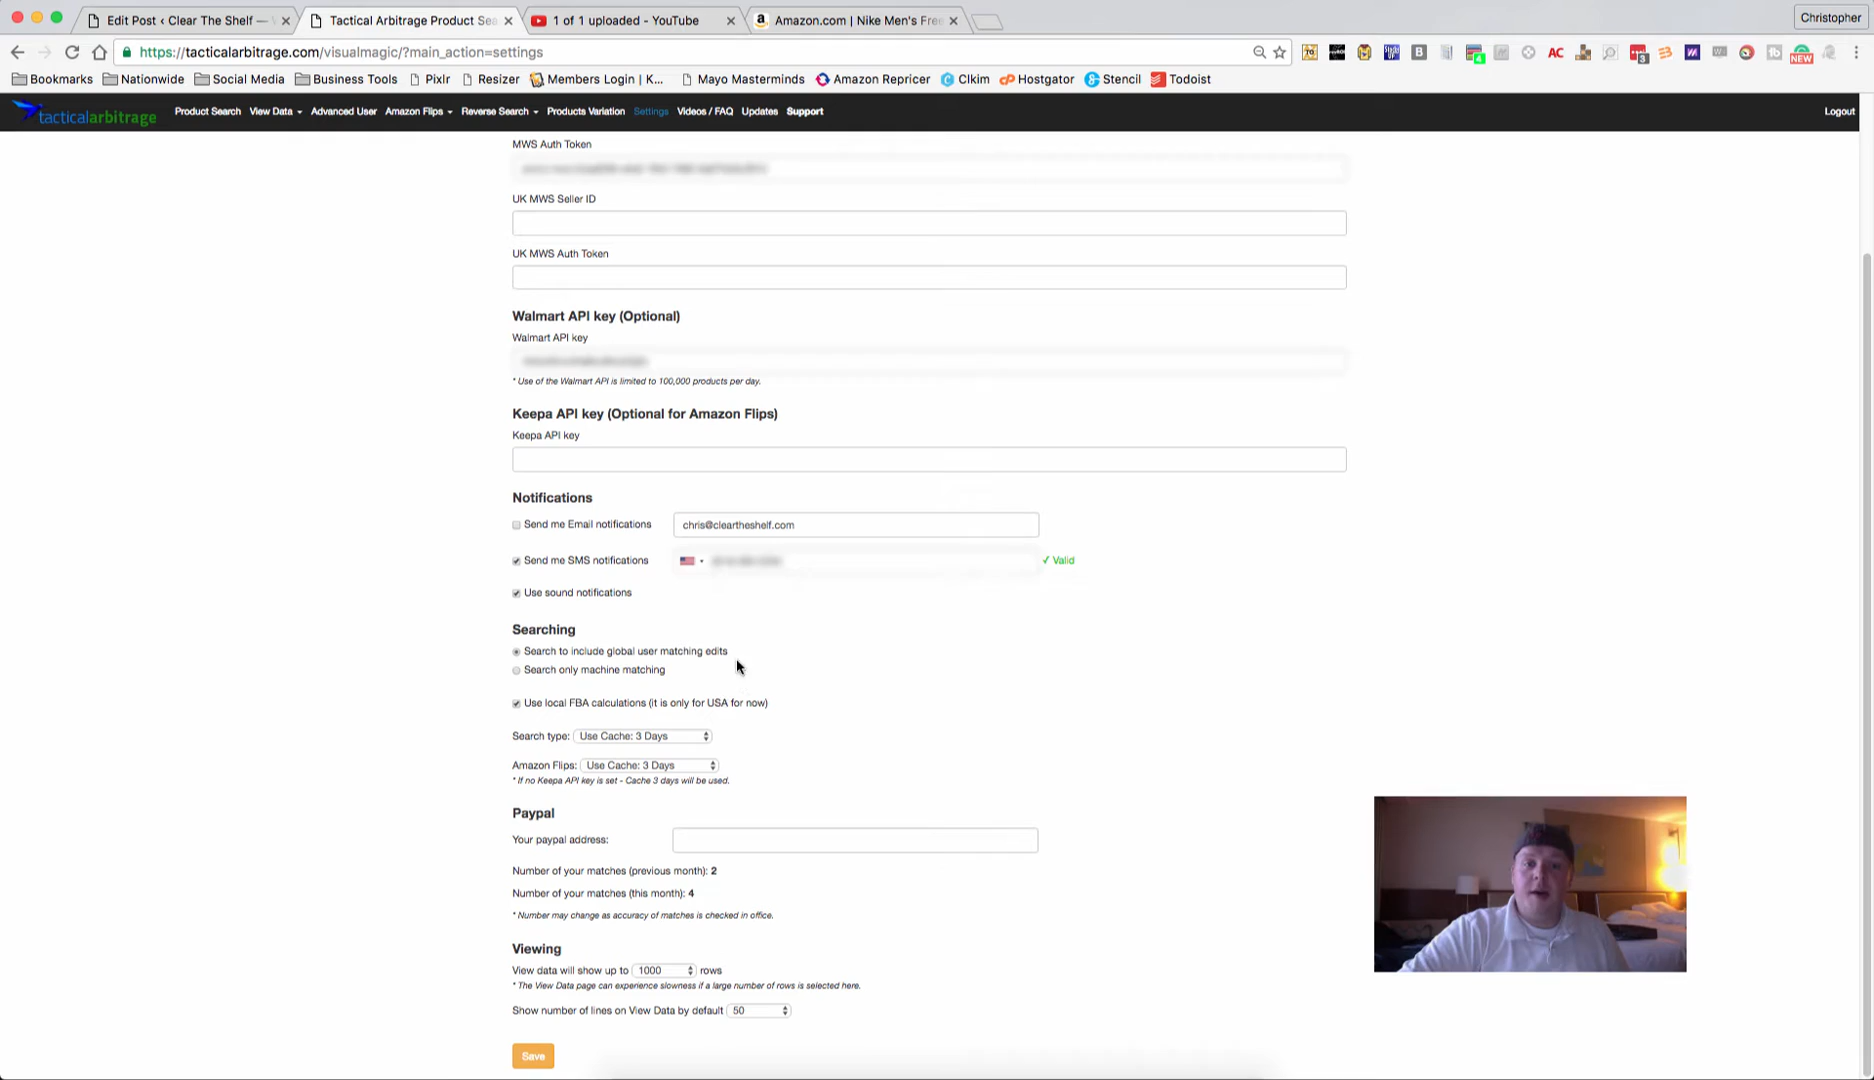 Edit Post ‹ Clear The Shelf —
Tactical Arbitrage Product Sea
1 of 1 uploaded - YouTube
Amazon.com | Nike Men's Free
Christopher
https://tacticalarbitrage.com/visualmagic/?main_action=settings
Bookmarks Nationwide Social Media Business Tools Pixlr Resizer Members Login | K... Mayo Masterminds Amazon Repricer Clkim Hostgator Stencil Todoist
tacticalarbitrage Product Search View Data Advanced User Amazon Flips Reverse Search Products Variation Settings Videos / FAQ Updates Support Logout
MWS Auth Token
UK MWS Seller ID
UK MWS Auth Token
Walmart API key (Optional)
Walmart API key
* Use of the Walmart API is limited to 100,000 products per day.
Keepa API key (Optional for Amazon Flips)
Keepa API key
Notifications
Send me Email notifications chris@cleartheshelf.com
Send me SMS notifications ✓ Valid
Use sound notifications
Searching
Search to include global user matching edits
Search only machine matching
Use local FBA calculations (it is only for USA for now)
Search type: Use Cache: 3 Days
Amazon Flips: Use Cache: 3 Days
* If no Keepa API key is set - Cache 3 days will be used.
Paypal
Your paypal address:
Number of your matches (previous month): 2
Number of your matches (this month): 4
* Number may change as accuracy of matches is checked in office.
Viewing
View data will show up to 1000 rows
* The View Data page can experience slowness if a large number of rows is selected here.
Show number of lines on View Data by default 50
Save